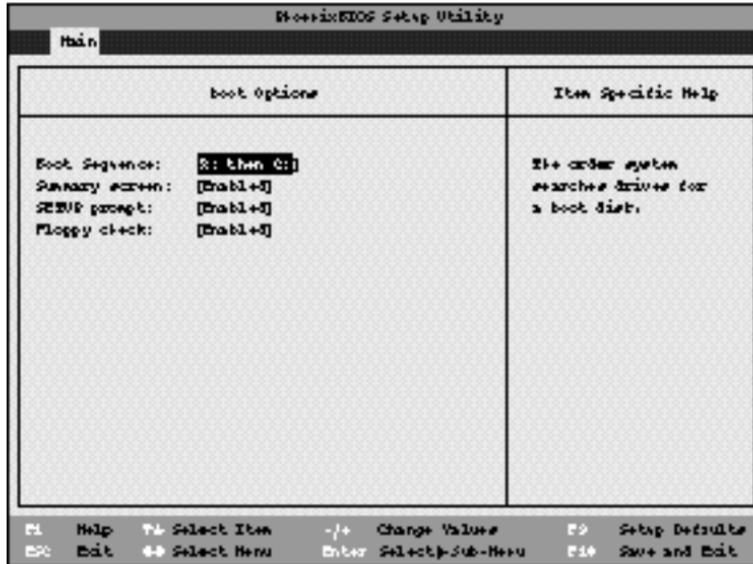 PhoenixBIOS Setup Utility
Main
Boot Options
Item Specific Help
Boot Sequence: [A: then C:]
Summary screen: [Enabled]
SETUP prompt: [Enabled]
Floppy check: [Enabled]
The order system
searches drives for
a boot disk.
F1 Help ↑↓ Select Item -/+ Change Values F9 Setup Defaults
ESC Exit ←→ Select Menu Enter Select ▶ Sub-Menu F10 Save and Exit